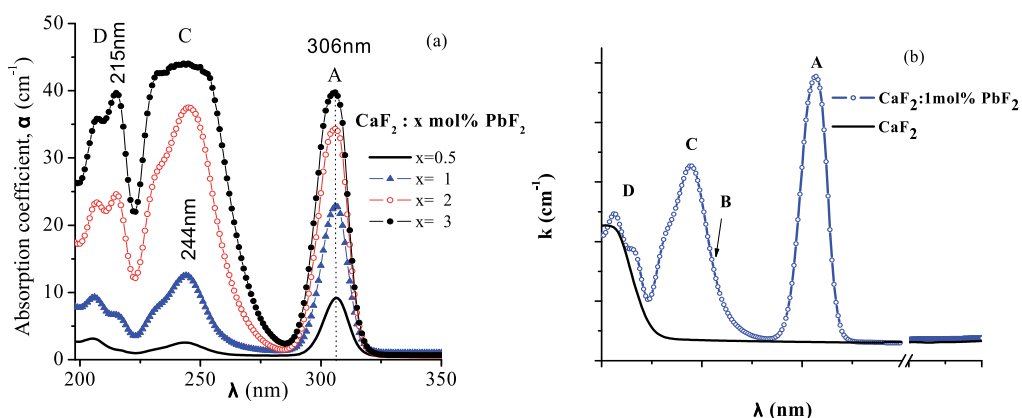 (a)
D
215nm
C
306nm
A
244nm
CaF2 : x mol% PbF2
x=0.5
x= 1
x= 2
x= 3
Absorption coefficient, α (cm-1)
50
40
30
20
10
0
200
250
300
350
λ (nm)
(b)
A
C
B
D
CaF2:1mol% PbF2
CaF2
k (cm-1)
λ (nm)